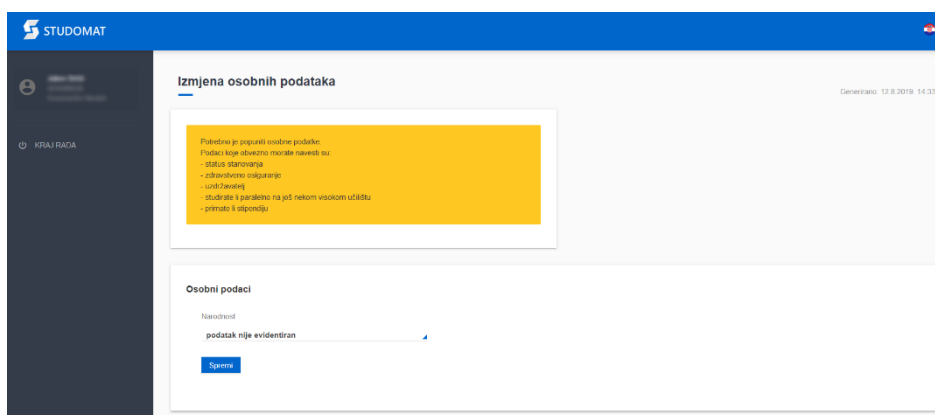 STUDOMAT
KRAJ RADA
Izmjena osobnih podataka
Generirano: 12.8.2019. 14:33
Potrebno je popuniti osobne podatke.
Podaci koje obvezno morate navesti su:
- status stanovanja
- zdravstveno osiguranje
- uzdržavatelj
- studirate li paralelno na još nekom visokom učilištu
- primate li stipendiju
Osobni podaci
Narodnost
podatak nije evidentiran
Spremi